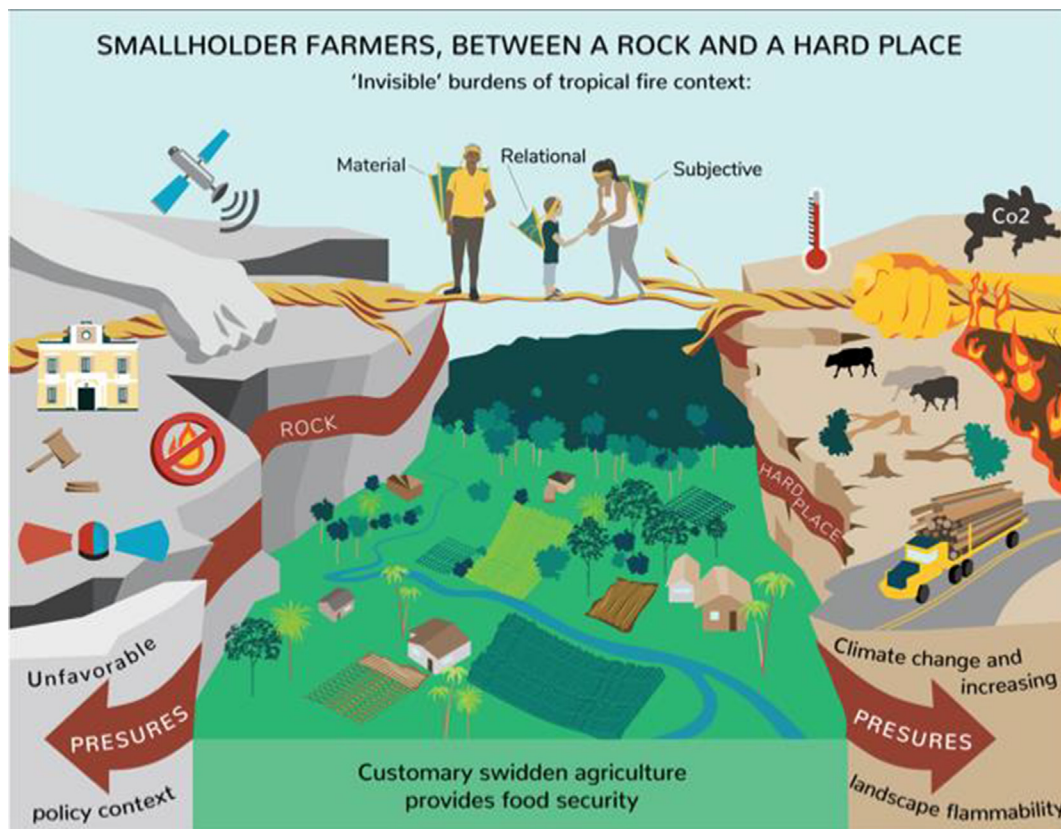 SMALLHOLDER FARMERS, BETWEEN A ROCK AND A HARD PLACE
'Invisible' burdens of tropical fire context:
Material
Relational
Subjective
Co2
ROCK
HARD PLACE
Unfavorable
PRESURES
policy context
Climate change and
increasing
PRESURES
landscape flammability
Customary swidden agriculture
provides food security